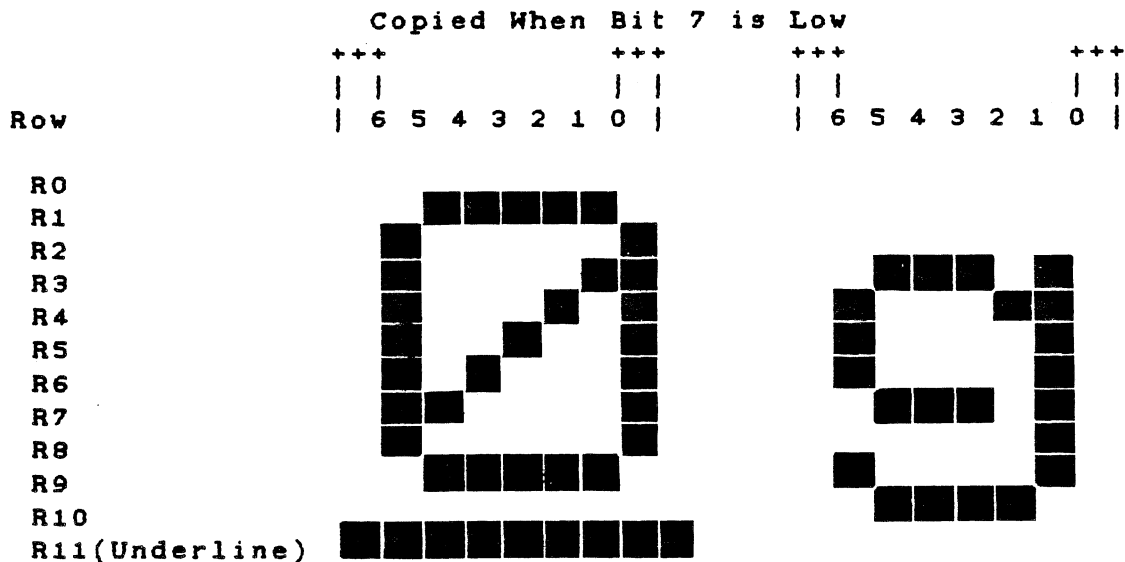 Copied When Bit 7 is Low
+++ +++ +++ +++
| | | | | | | |
Row | 6 5 4 3 2 1 0 | | 6 5 4 3 2 1 0 |
R0
R1
R2
R3
R4
R5
R6
R7
R8
R9
R10
R11(Underline)